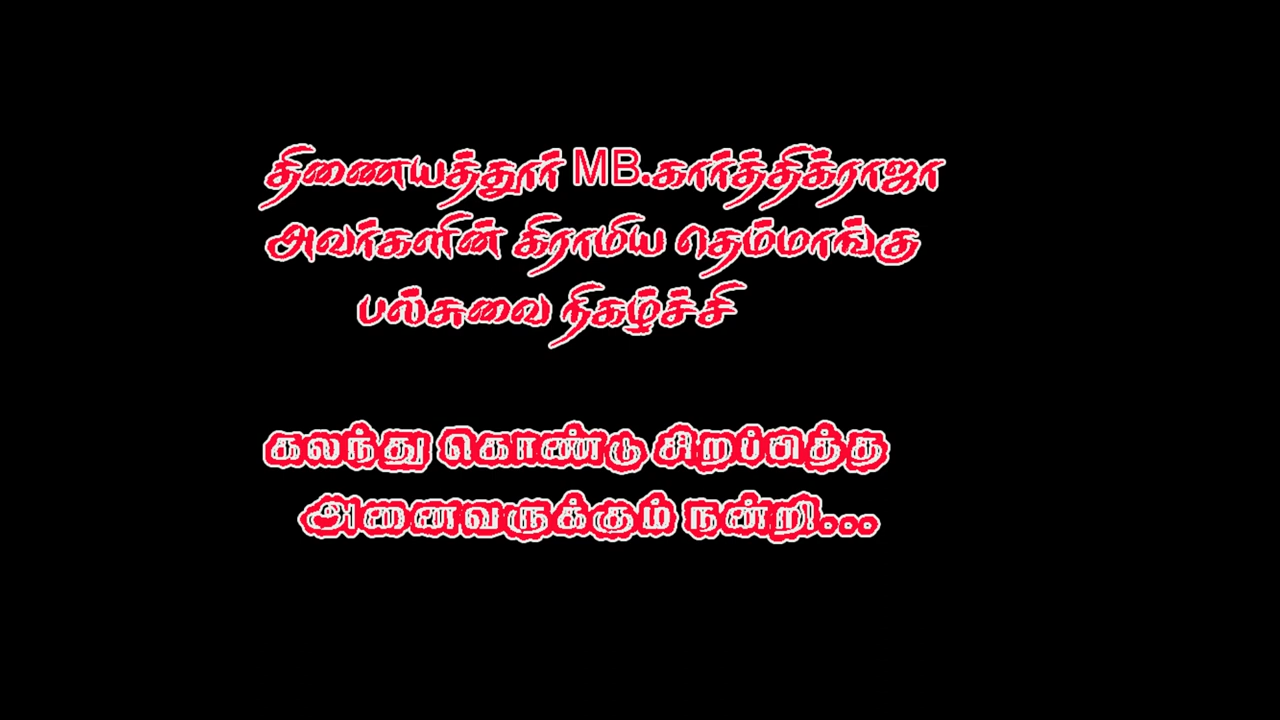 திணையத்தூர் MB.கார்த்திக்ராஜா
அவர்களின் கிராமிய தெம்மாங்கு
பல்சுவை நிகழ்ச்சி
கலந்து கொண்டு சிறப்பித்த
அனைவருக்கும் நன்றி...